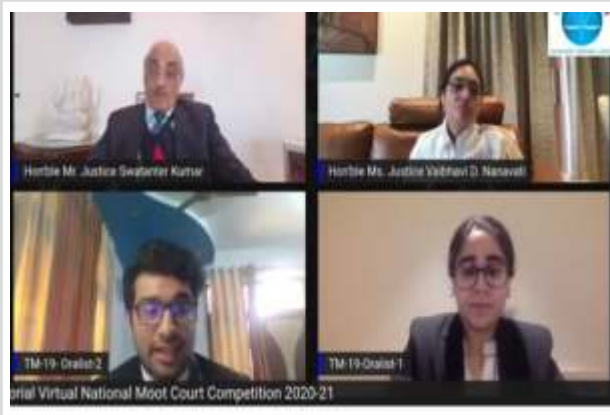 Hon'ble Mr. Justice Swatanter Kumar
Hon'ble Ms. Justice Vaibhavi D. Nanavati
TM-19- Oralist-2
TM-19-Oralist-1
orial Virtual National Moot Court Competition 2020-21